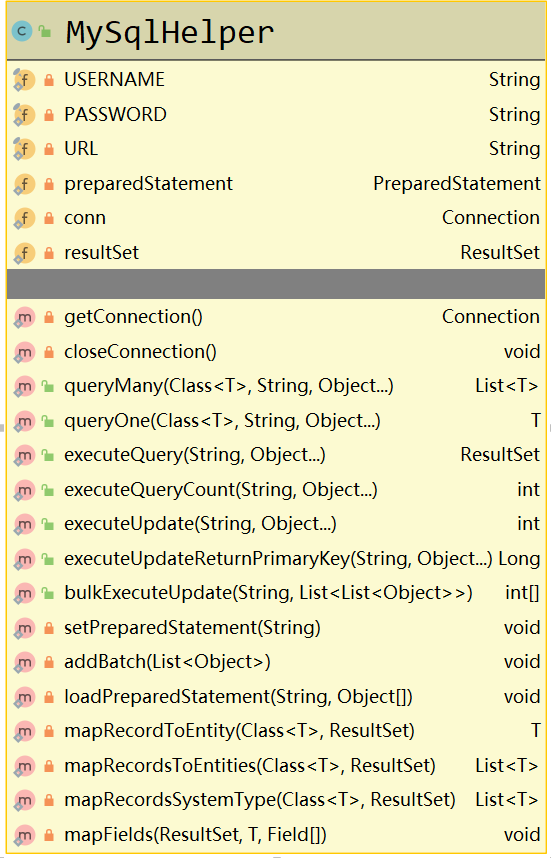 C MySqlHelper
f USERNAME String
f PASSWORD String
f URL String
f preparedStatement PreparedStatement
f conn Connection
f resultSet ResultSet
m getConnection() Connection
m closeConnection() void
m queryMany(Class<T>, String, Object...) List<T>
m queryOne(Class<T>, String, Object...) T
m executeQuery(String, Object...) ResultSet
m executeQueryCount(String, Object...) int
m executeUpdate(String, Object...) int
m executeUpdateReturnPrimaryKey(String, Object...) Long
m bulkExecuteUpdate(String, List<List<Object>>) int[]
m setPreparedStatement(String) void
m addBatch(List<Object>) void
m loadPreparedStatement(String, Object[]) void
m mapRecordToEntity(Class<T>, ResultSet) T
m mapRecordsToEntities(Class<T>, ResultSet) List<T>
m mapRecordsSystemType(Class<T>, ResultSet) List<T>
m mapFields(ResultSet, T, Field[]) void